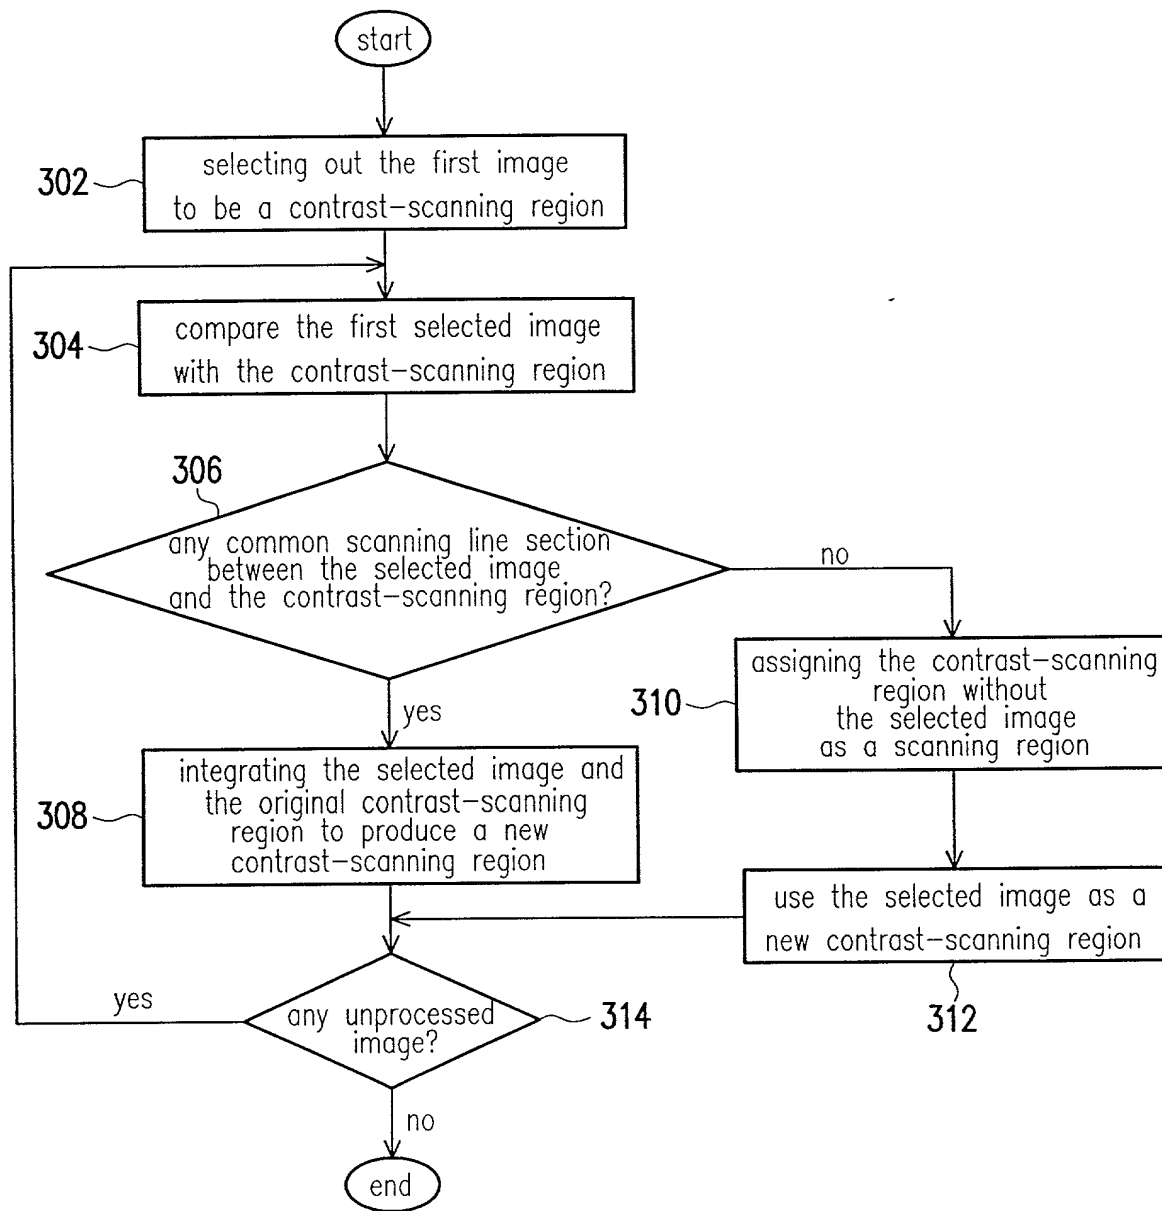 start
302
selecting out the first image
to be a contrast-scanning region
304
compare the first selected image
with the contrast-scanning region
306
any common scanning line section
between the selected image
and the contrast-scanning region?
no
yes
310
assigning the contrast-scanning
region without
the selected image
as a scanning region
308
integrating the selected image and
the original contrast-scanning
region to produce a new
contrast-scanning region
use the selected image as a
new contrast-scanning region
312
yes
any unprocessed
image?
314
no
end